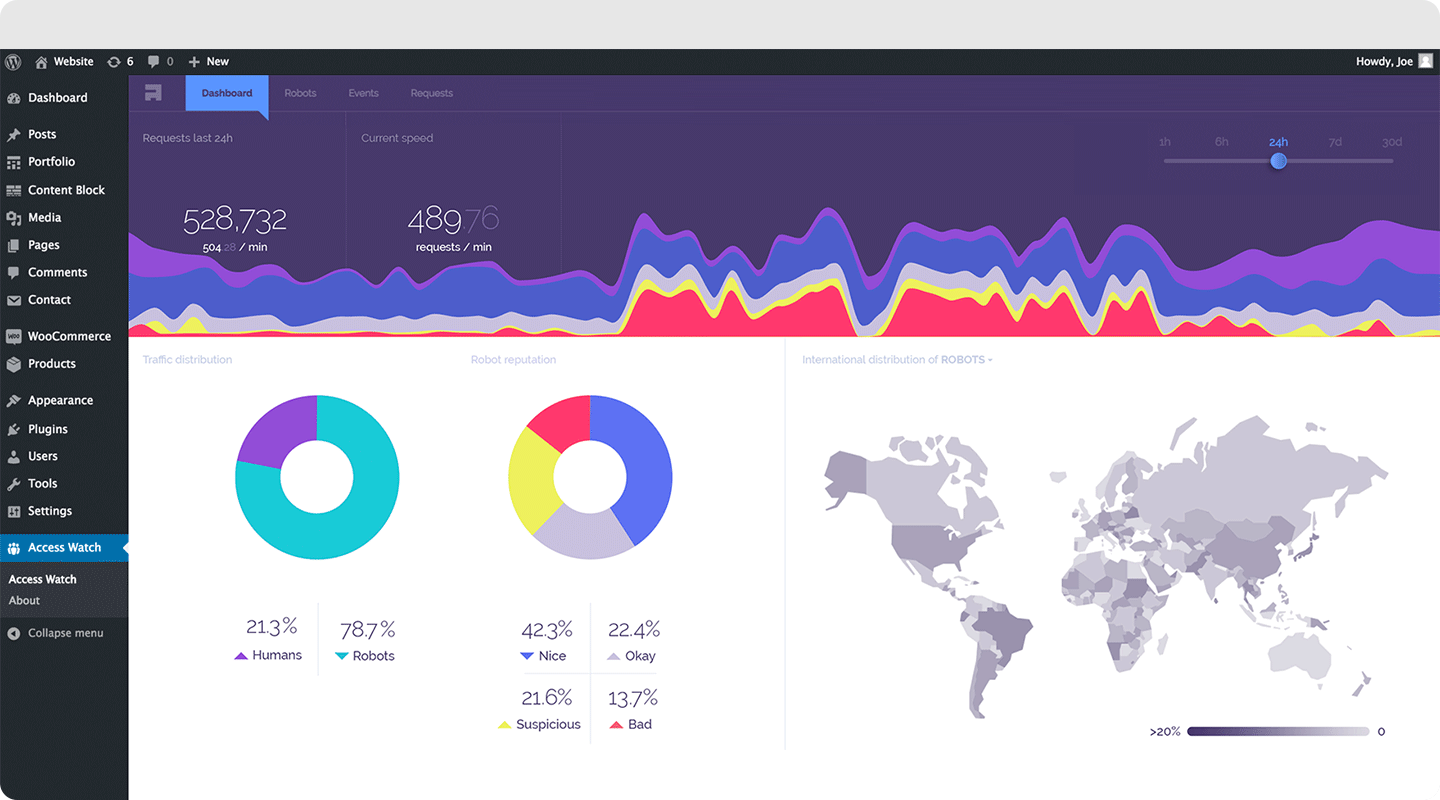 Website 6 0 New Howdy, Joe
Dashboard
Posts
Portfolio
Content Block
Media
Pages
Comments
Contact
WOO WooCommerce
Products
Appearance
Plugins
Users
Tools
Settings
Access Watch
Access Watch
About
Collapse menu
Dashboard Robots Events Requests
Requests last 24h
528,732
504.28 / min
Current speed
489.76
requests / min
1h 6h 24h 7d 30d
Traffic distribution
21.3% 78.7%
Humans Robots
Robot reputation
42.3% 22.4%
Nice Okay
21.6% 13.7%
Suspicious Bad
International distribution of ROBOTS
>20% 0